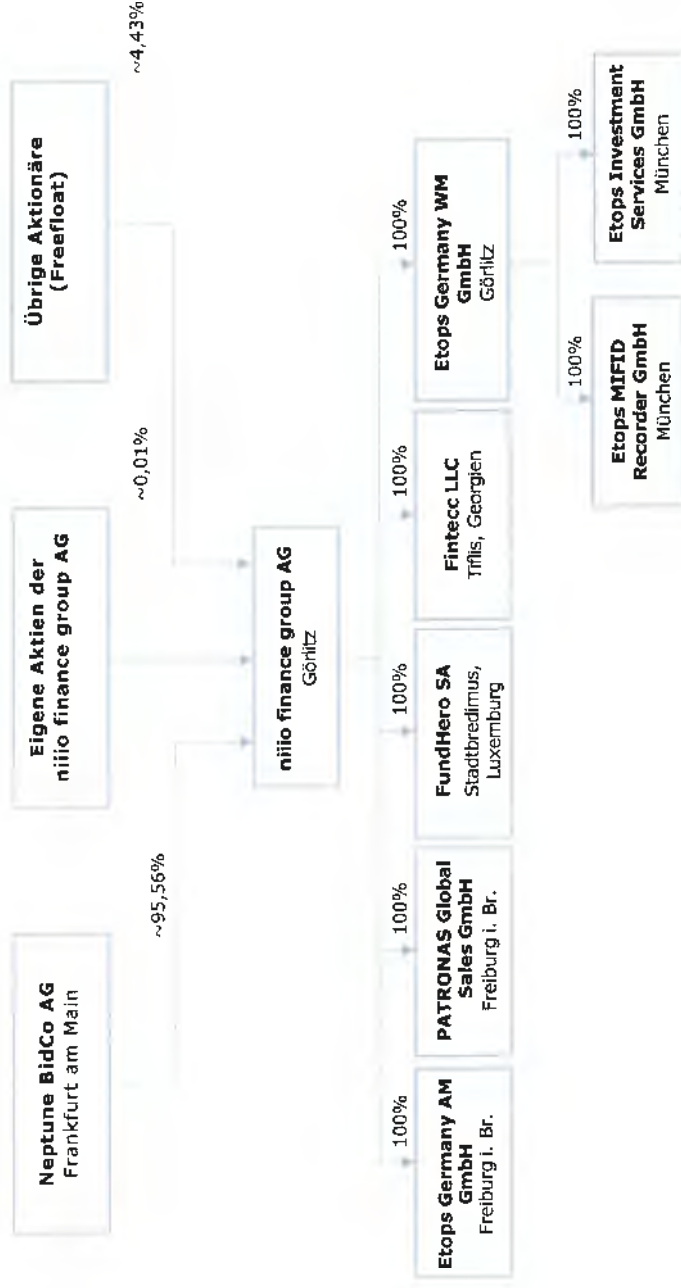 Neptune BidCo AG
Frankfurt am Main
Eigene Aktien der
niiio finance group AG
Übrige Aktionäre
(Freefloat)
~95,56%
~0,01%
~4,43%
niiio finance group AG
Görlitz
100%
100%
100%
100%
100%
Etops Germany AM
GmbH
Freiburg i. Br.
PATRONAS Global
Sales GmbH
Freiburg i. Br.
FundHero SA
Stadtbredimus,
Luxemburg
Fintecc LLC
Tiflis, Georgien
Etops Germany WM
GmbH
Görlitz
100%
100%
Etops MIFID
Recorder GmbH
München
Etops Investment
Services GmbH
München